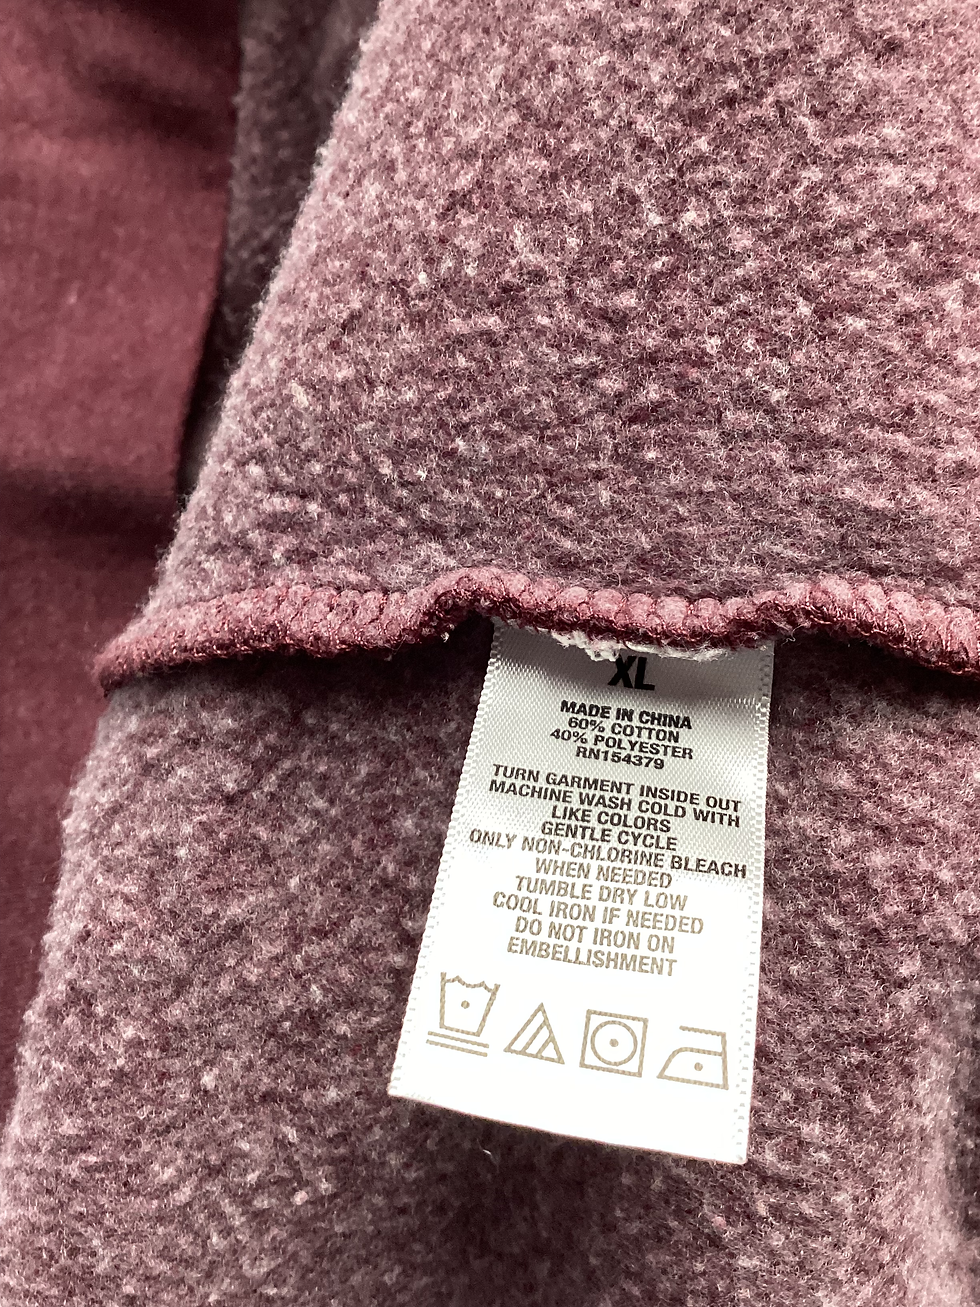 XL
MADE IN CHINA
60% COTTON
40% POLYESTER
RN154379
TURN GARMENT INSIDE OUT
MACHINE WASH COLD WITH
LIKE COLORS
GENTLE CYCLE
ONLY NON-CHLORINE BLEACH
WHEN NEEDED
TUMBLE DRY LOW
COOL IRON IF NEEDED
DO NOT IRON ON
EMBELLISHMENT